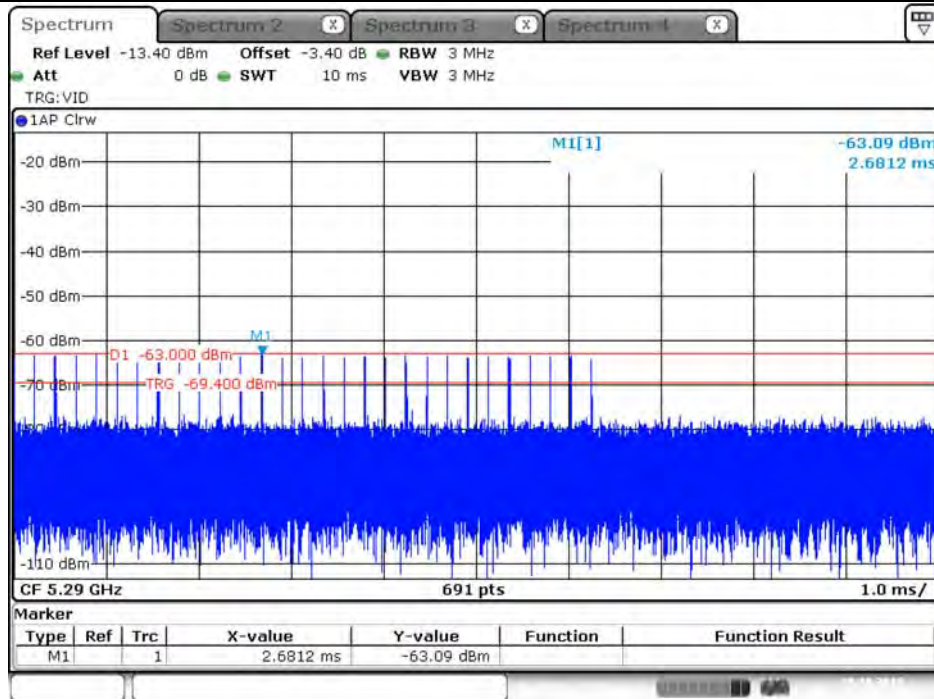 Spectrum Spectrum 2 X Spectrum 3 X Spectrum 4 X
Ref Level -13.40 dBm Offset -3.40 dB RBW 3 MHz
Att 0 dB SWT 10 ms VBW 3 MHz
TRG:VID
1AP Clrw
M1[1] -63.09 dBm
2.6812 ms
-20 dBm
-30 dBm
-40 dBm
-50 dBm
-60 dBm
M1
D1 -63.000 dBm
-70 dBm
TRG -69.400 dBm
-110 dBm
CF 5.29 GHz 691 pts 1.0 ms/
Marker
Type Ref Trc X-value Y-value Function Function Result
M1 1 2.6812 ms -63.09 dBm